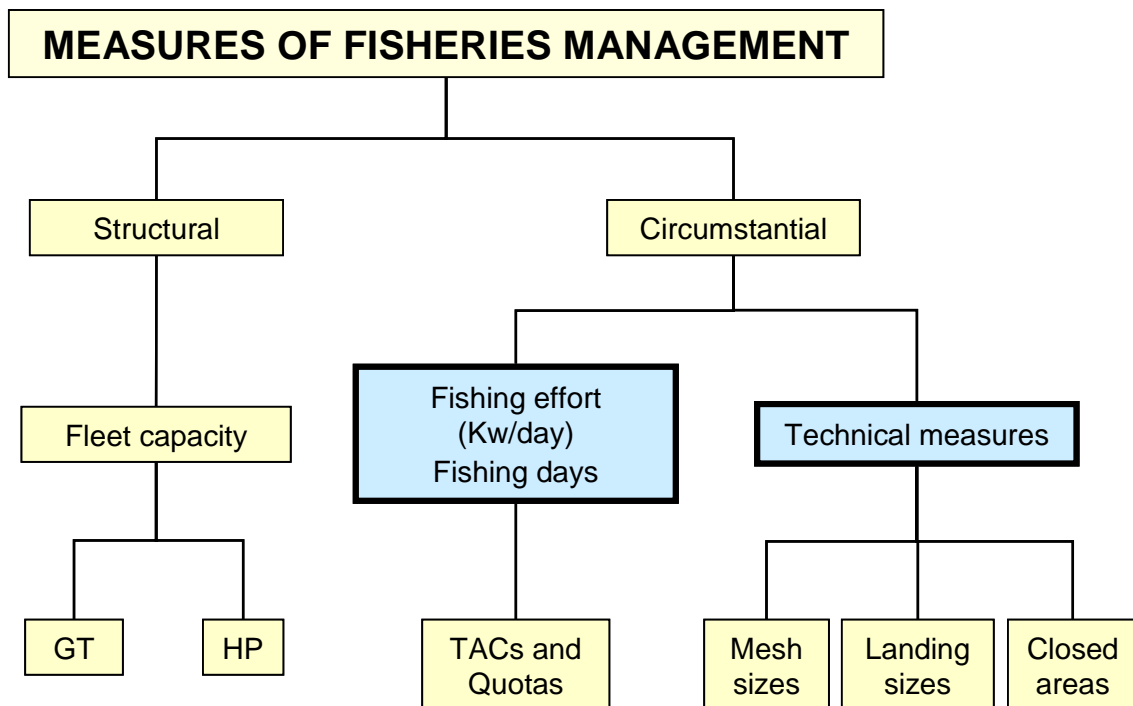 MEASURES OF FISHERIES MANAGEMENT
Structural
Circumstantial
Fishing effort
(Kw/day)
Fishing days
Fleet capacity
Technical measures
GT
HP
TACs and
Quotas
Mesh
sizes
Landing
sizes
Closed
areas